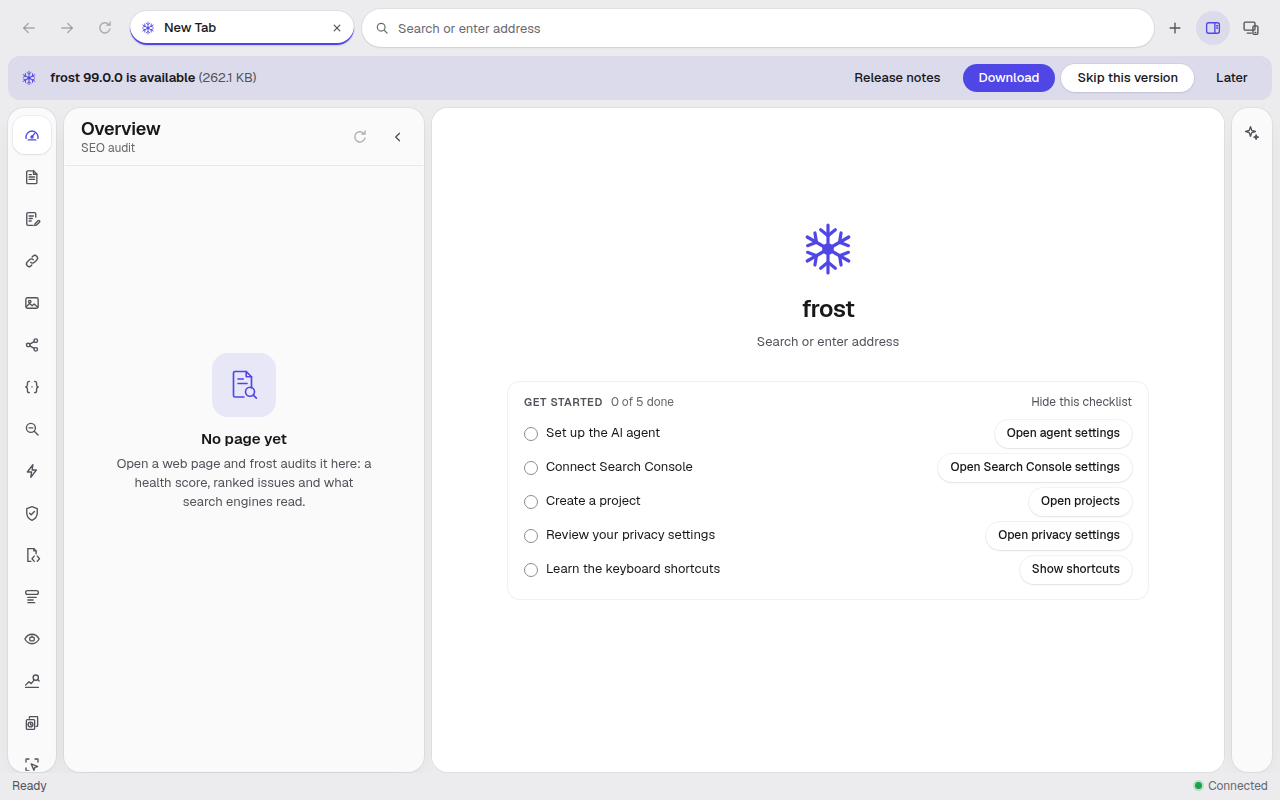 New Tab
Search or enter address
frost 99.0.0 is available (262.1 KB)
Release notes
Download
Skip this version
Later
Overview
SEO audit
No page yet
Open a web page and frost audits it here: a
health score, ranked issues and what
search engines read.
frost
Search or enter address
GET STARTED 0 of 5 done
Hide this checklist
Set up the AI agent
Open agent settings
Connect Search Console
Open Search Console settings
Create a project
Open projects
Review your privacy settings
Open privacy settings
Learn the keyboard shortcuts
Show shortcuts
Ready
Connected